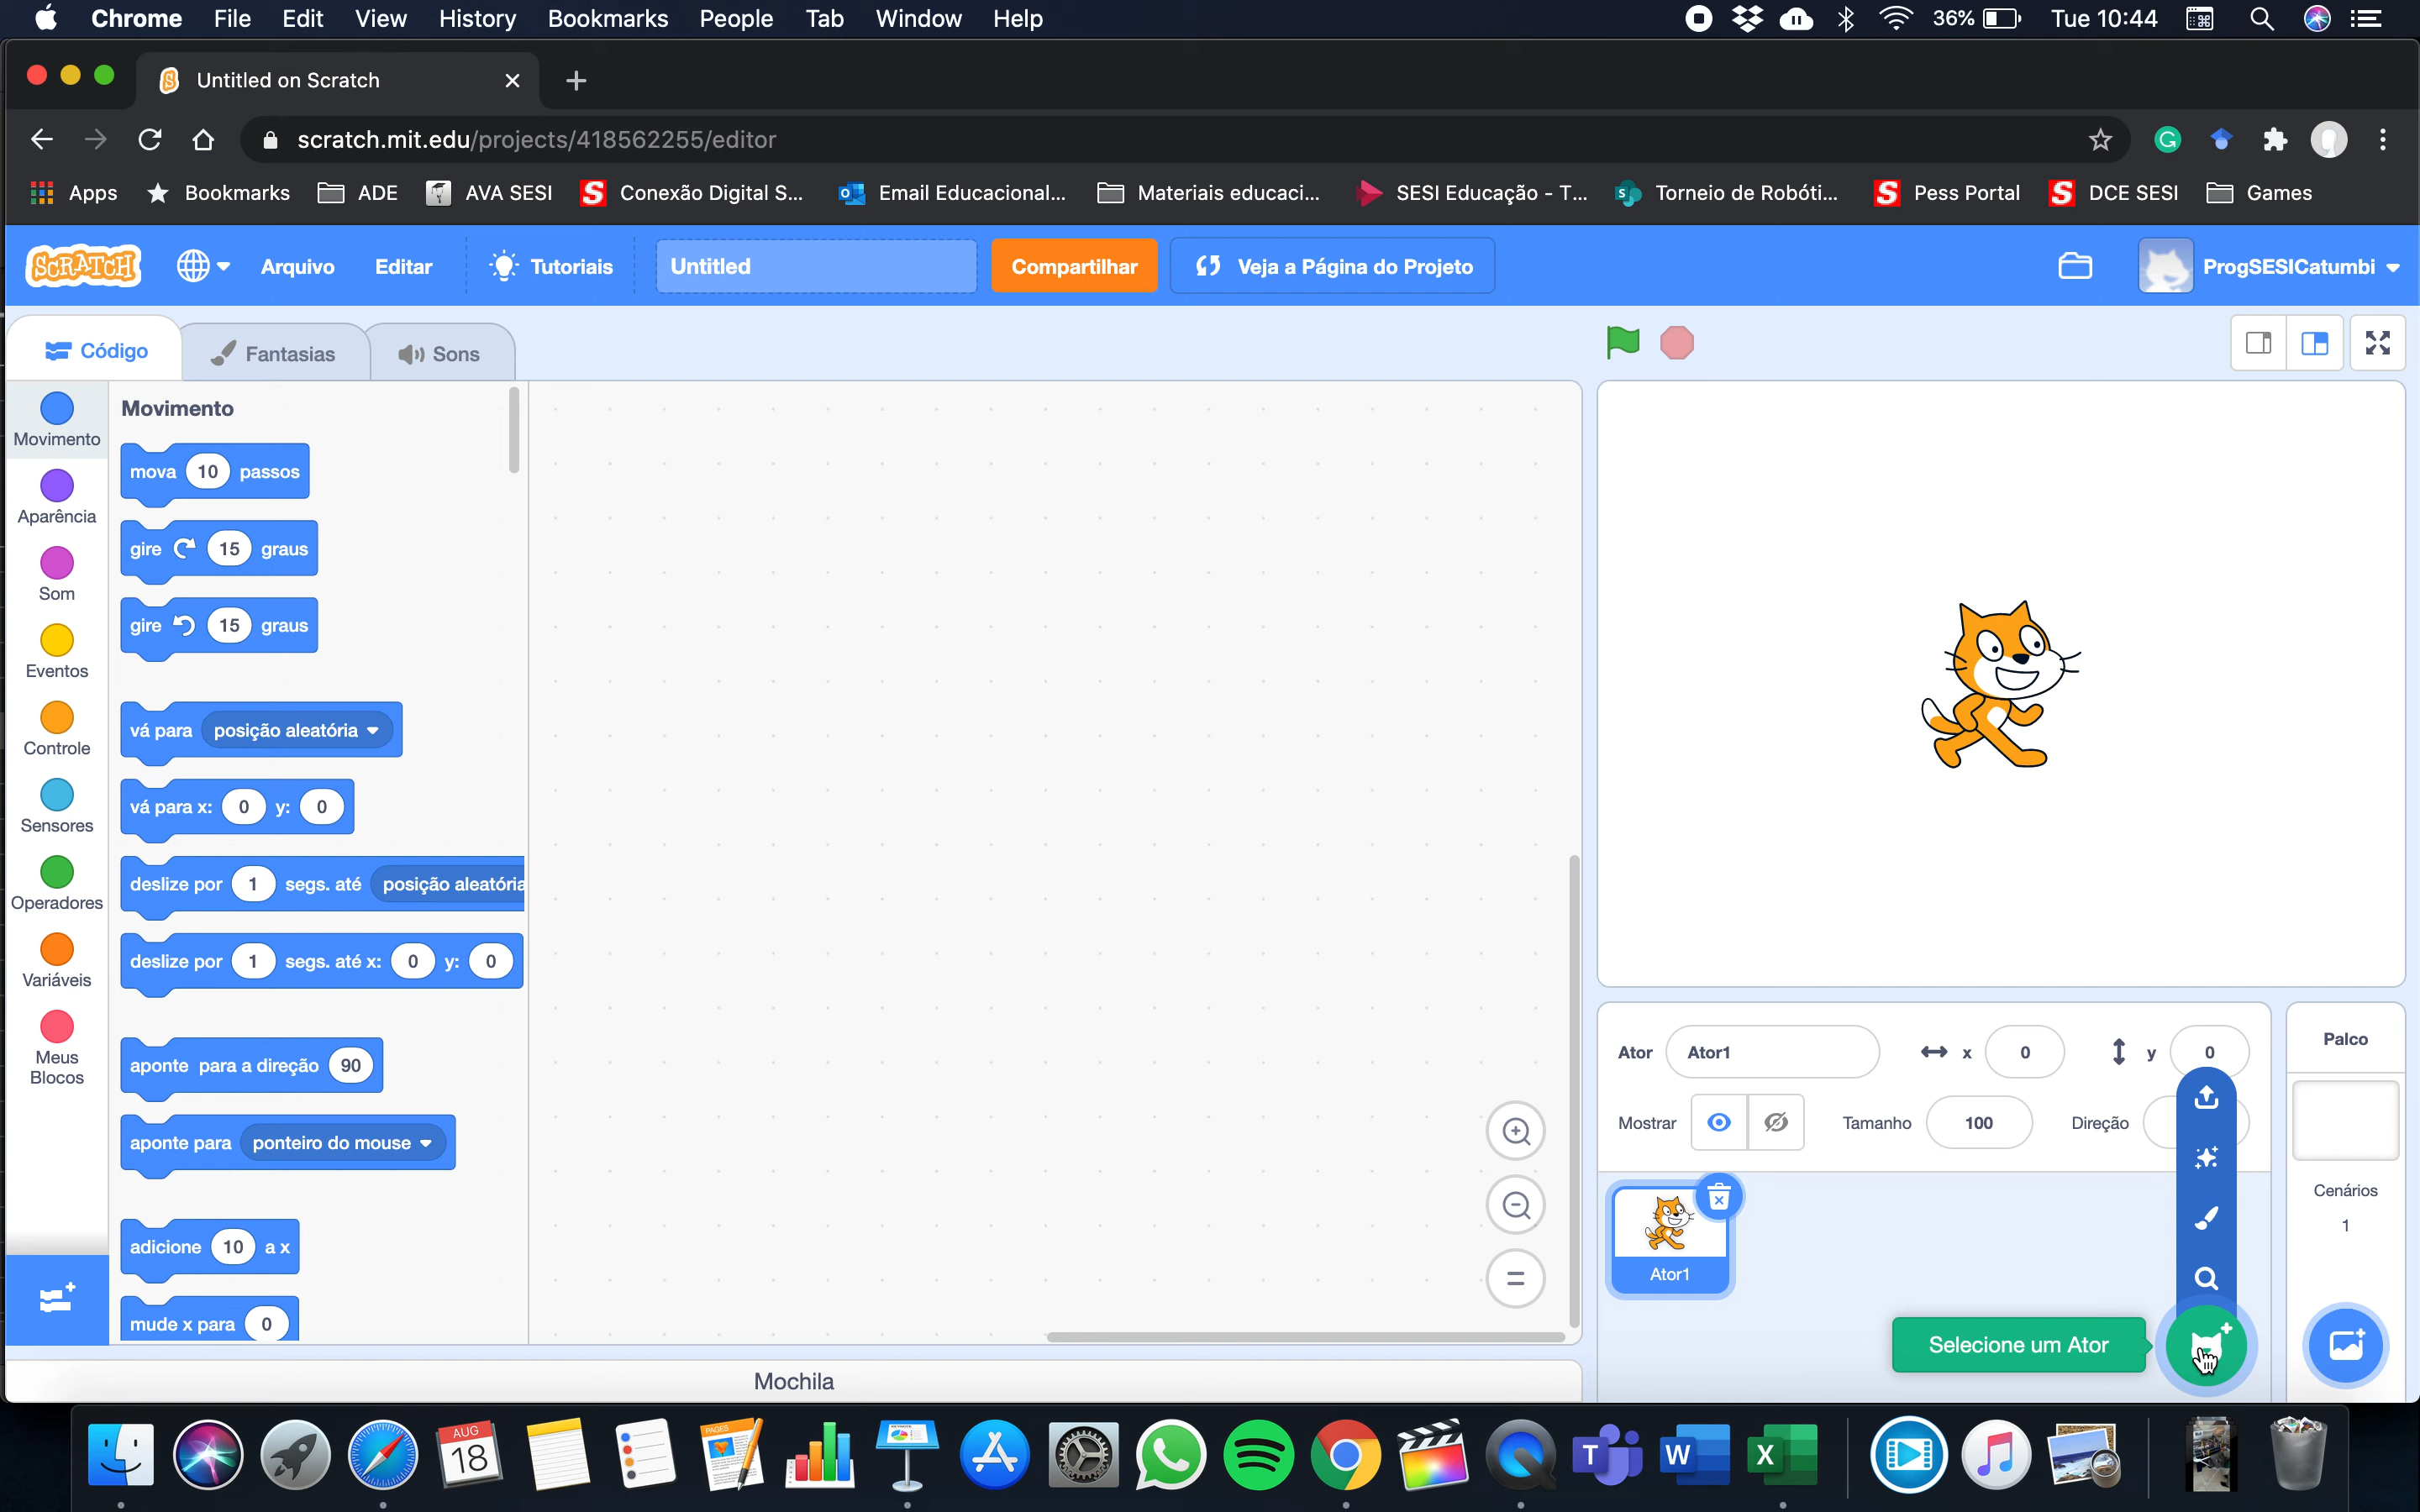 Chrome File Edit View History Bookmarks People Tab Window Help 36% Tue 10:44
Untitled on Scratch
scratch.mit.edu/projects/418562255/editor
Apps Bookmarks ADE AVA SESI Conexão Digital S... Email Educacional... Materiais educaci... SESI Educação - T... Torneio de Robóti... Pess Portal DCE SESI Games
SCRATCH Arquivo Editar Tutoriais Untitled Compartilhar Veja a Página do Projeto ProgSESICatumbi
Código Fantasias Sons
Movimento
Aparência
Som
Eventos
Controle
Sensores
Operadores
Variáveis
Meus
Blocos
Movimento
mova 10 passos
gire 15 graus
gire 15 graus
vá para posição aleatória
vá para x: 0 y: 0
deslize por 1 segs. até posição aleatória
deslize por 1 segs. até x: 0 y: 0
aponte para a direção 90
aponte para ponteiro do mouse
adicione 10 a x
mude x para 0
Mochila
Ator Ator1 x 0 y 0
Mostrar Tamanho 100 Direção
Ator1
Selecione um Ator
Palco
Cenários
1
AUG
18
PAGES
T W X